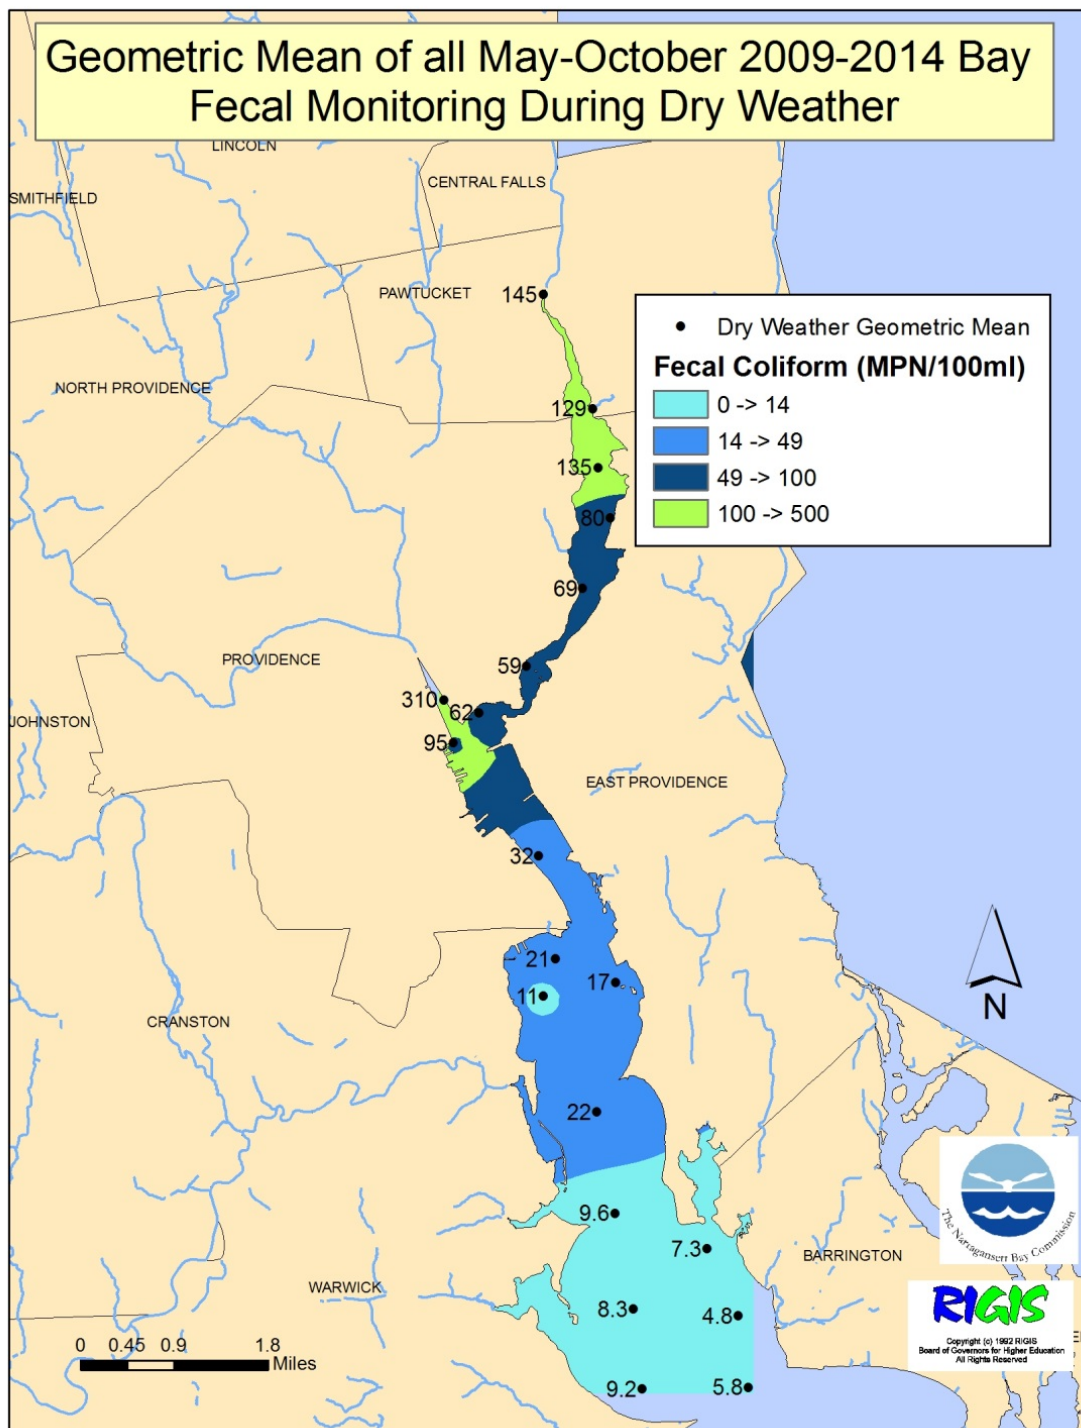 Geometric Mean of all May-October 2009-2014 Bay
Fecal Monitoring During Dry Weather
LINCOLN
CENTRAL FALLS
SMITHFIELD
PAWTUCKET
145
Dry Weather Geometric Mean
Fecal Coliform (MPN/100ml)
0 -> 14
14 -> 49
49 -> 100
100 -> 500
NORTH PROVIDENCE
129
135
80
69
PROVIDENCE
59
310
62
JOHNSTON
95
EAST PROVIDENCE
32
21
17
11
N
CRANSTON
22
The Narragansett Bay Commission
9.6
7.3
BARRINGTON
WARWICK
8.3
4.8
RIGIS
Copyright (c) 1992 RIGIS
Board of Governors for Higher Education
All Rights Reserved
E
0 0.45 0.9 1.8
Miles
9.2
5.8